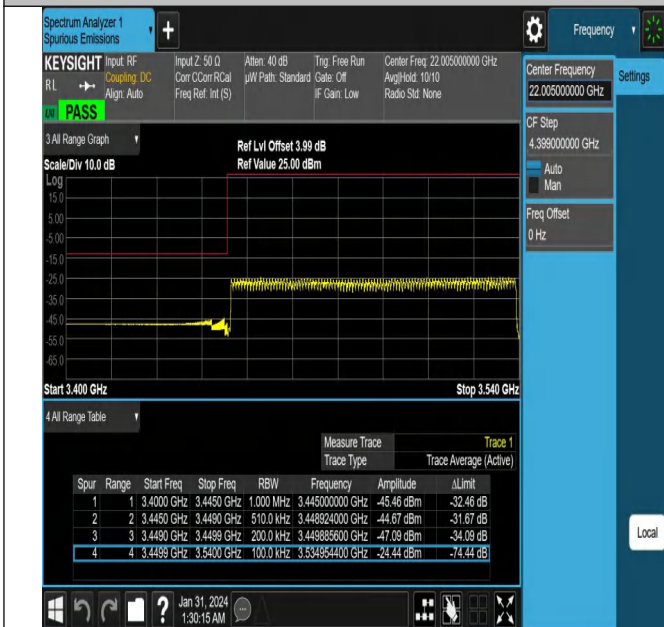 Spectrum Analyzer 1
Spurious Emissions
Frequency
KEYSIGHT Input: RF Input Z: 50 Ω Atten: 40 dB Trig: Free Run Center Freq: 22.005000000 GHz
Coupling: DC Corr CCorr RCal µW Path: Standard Gate: Off Avg|Hold: 10/10
RL Align: Auto Freq Ref: Int (S) IF Gain: Low Radio Std: None
PASS
Center Frequency
22.005000000 GHz
Settings
CF Step
4.399000000 GHz
Auto
Man
Freq Offset
0 Hz
Local
3 All Range Graph
Ref Lvl Offset 3.99 dB
Scale/Div 10.0 dB Ref Value 25.00 dBm
Log
15.0
5.00
-5.00
-15.0
-25.0
-35.0
-45.0
-55.0
-65.0
Start 3.400 GHz Stop 3.540 GHz
4 All Range Table
Measure Trace Trace 1
Trace Type Trace Average (Active)
Spur Range Start Freq Stop Freq RBW Frequency Amplitude ΔLimit
1 1 3.4000 GHz 3.4450 GHz 1.000 MHz 3.445000000 GHz -45.46 dBm -32.46 dB
2 2 3.4450 GHz 3.4490 GHz 510.0 kHz 3.448924000 GHz -44.67 dBm -31.67 dB
3 3 3.4490 GHz 3.4499 GHz 200.0 kHz 3.449885600 GHz -47.09 dBm -34.09 dB
4 4 3.4499 GHz 3.5400 GHz 100.0 kHz 3.534954400 GHz -24.44 dBm -74.44 dB
?
Jan 31, 2024
1:30:15 AM